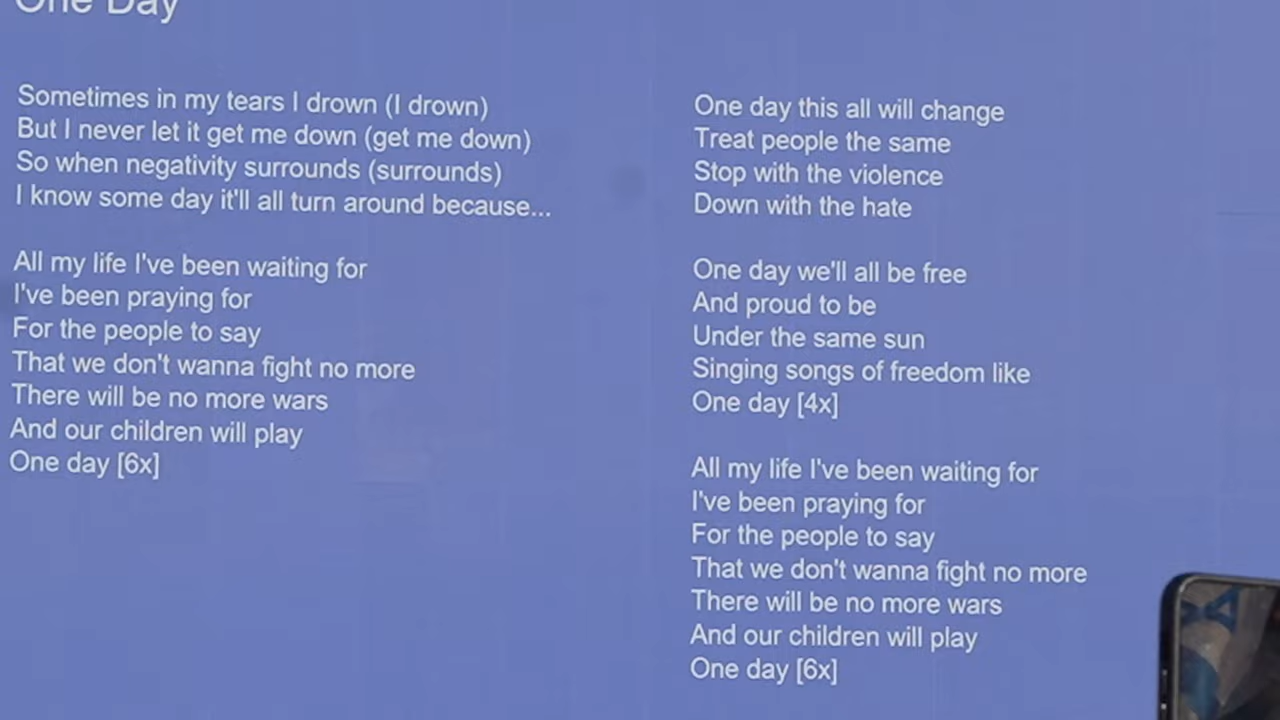 One Day
Sometimes in my tears I drown (I drown)
But I never let it get me down (get me down)
So when negativity surrounds (surrounds)
I know some day it'll all turn around because...
All my life I've been waiting for
I've been praying for
For the people to say
That we don't wanna fight no more
There will be no more wars
And our children will play
One day [6x]
One day this all will change
Treat people the same
Stop with the violence
Down with the hate
One day we'll all be free
And proud to be
Under the same sun
Singing songs of freedom like
One day [4x]
All my life I've been waiting for
I've been praying for
For the people to say
That we don't wanna fight no more
There will be no more wars
And our children will play
One day [6x]